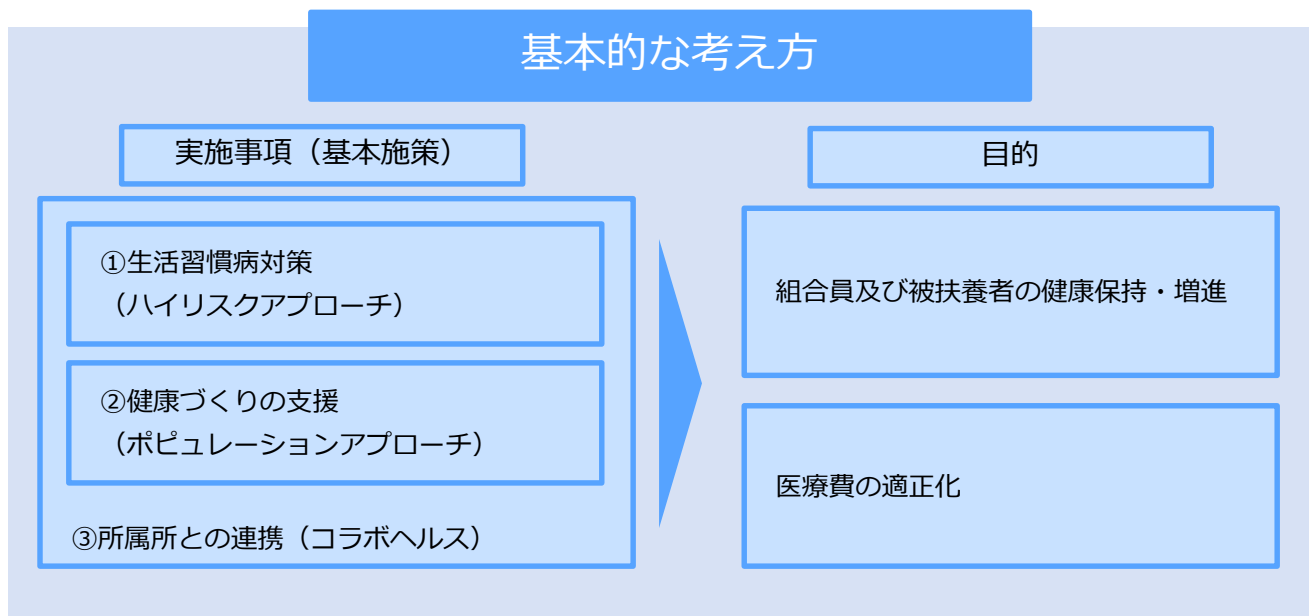 基本的な考え方
実施事項（基本施策）
①生活習慣病対策
（ハイリスクアプローチ）
②健康づくりの支援
（ポピュレーションアプローチ）
③所属所との連携（コラボヘルス）
目的
組合員及び被扶養者の健康保持・増進
医療費の適正化